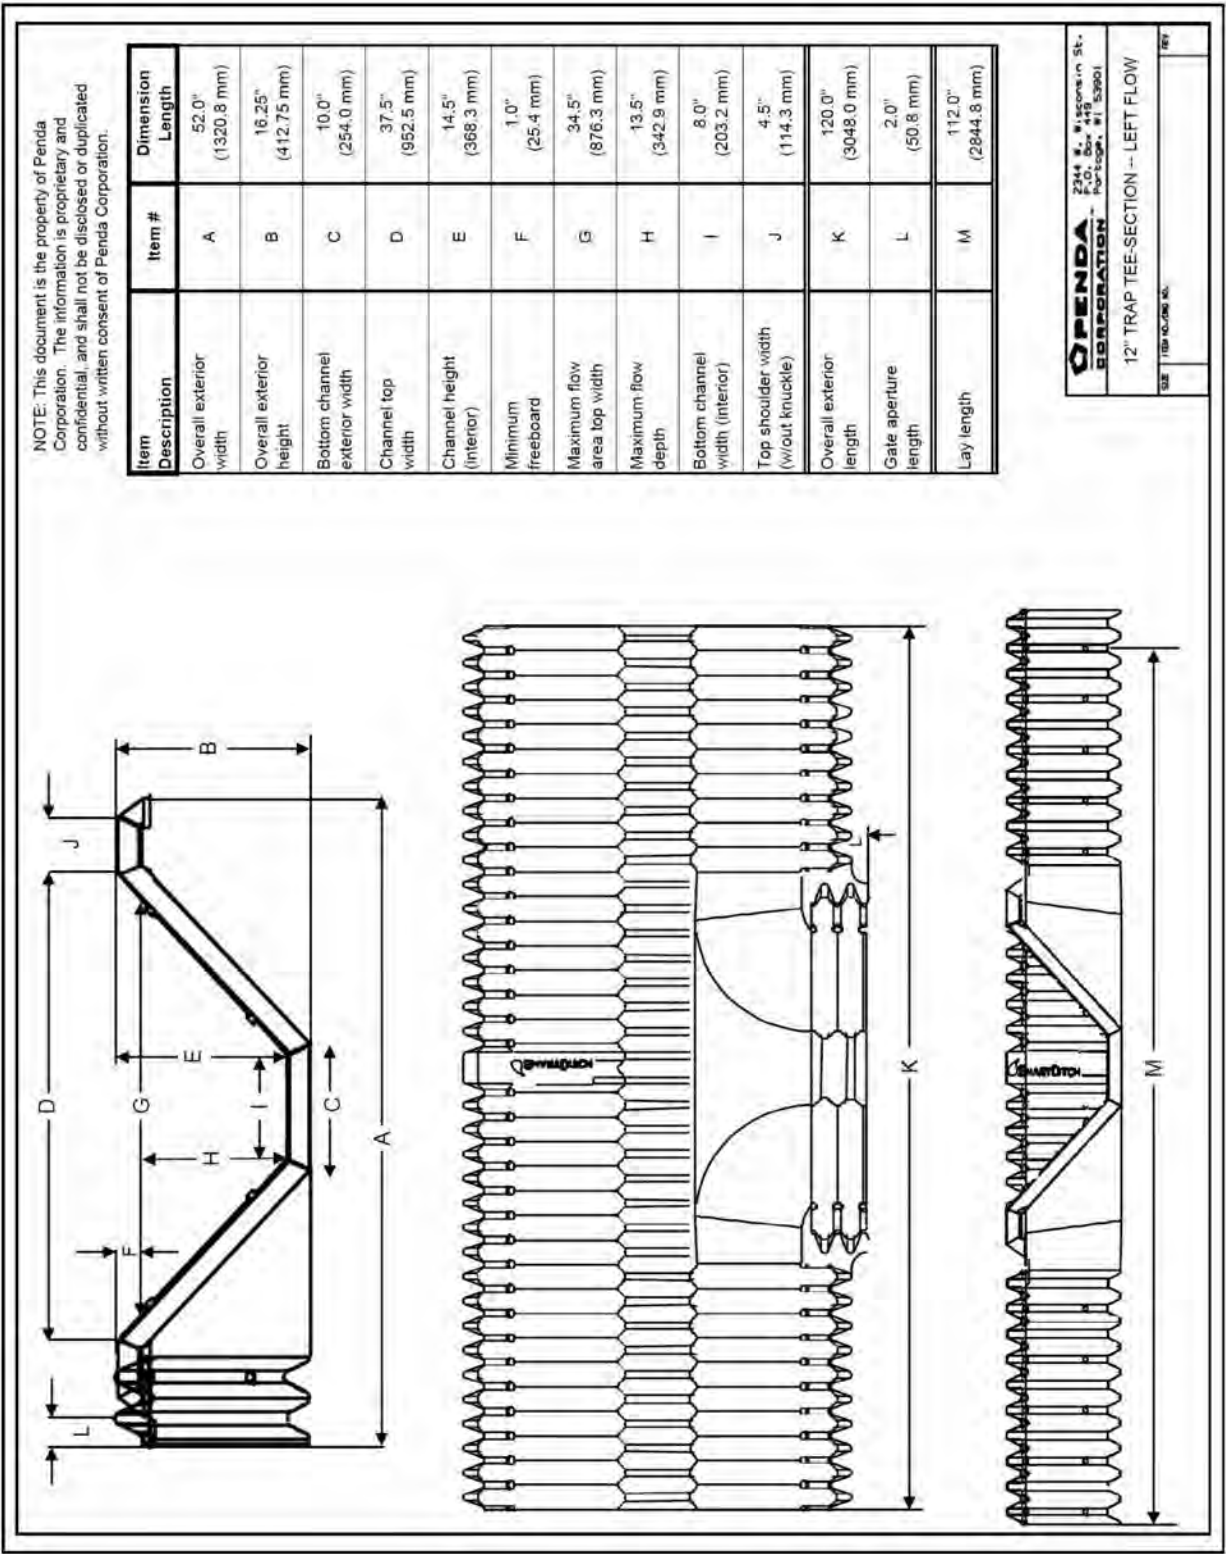 NOTE: This document is the property of Penda
Corporation. The information is proprietary and
confidential, and shall not be disclosed or duplicated
without written consent of Penda Corporation.
Item Description
Item #
Dimension Length
Overall exterior width
A
52.0"
(1320.8 mm)
Overall exterior height
B
16.25"
(412.75 mm)
Bottom channel exterior width
C
10.0"
(254.0 mm)
Channel top width
D
37.5"
(952.5 mm)
Channel height (interior)
E
14.5"
(368.3 mm)
Minimum freeboard
F
1.0"
(25.4 mm)
Maximum flow area top width
G
34.5"
(876.3 mm)
Maximum flow depth
H
13.5"
(342.9 mm)
Bottom channel width (interior)
I
8.0"
(203.2 mm)
Top shoulder width (w/out knuckle)
J
4.5"
(114.3 mm)
Overall exterior length
K
120.0"
(3048.0 mm)
Gate aperture length
L
2.0"
(50.8 mm)
Lay length
M
112.0"
(2844.8 mm)
L
F
D
G
H
E
I
C
A
J
B
L
K
M
PENDA
CORPORATION
2344 W. Wisconsin St.
P.O. Box 449
Portage, WI 53901
12" TRAP TEE-SECTION -- LEFT FLOW
SIZE
REV